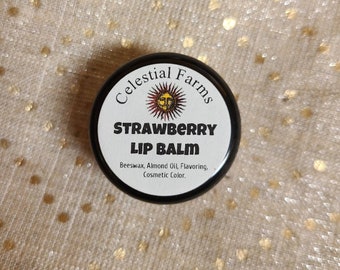 Celestial Farms
STRAWBERRY
LIP BALM
Beeswax, Almond Oil, Flavoring,
Cosmetic Color.